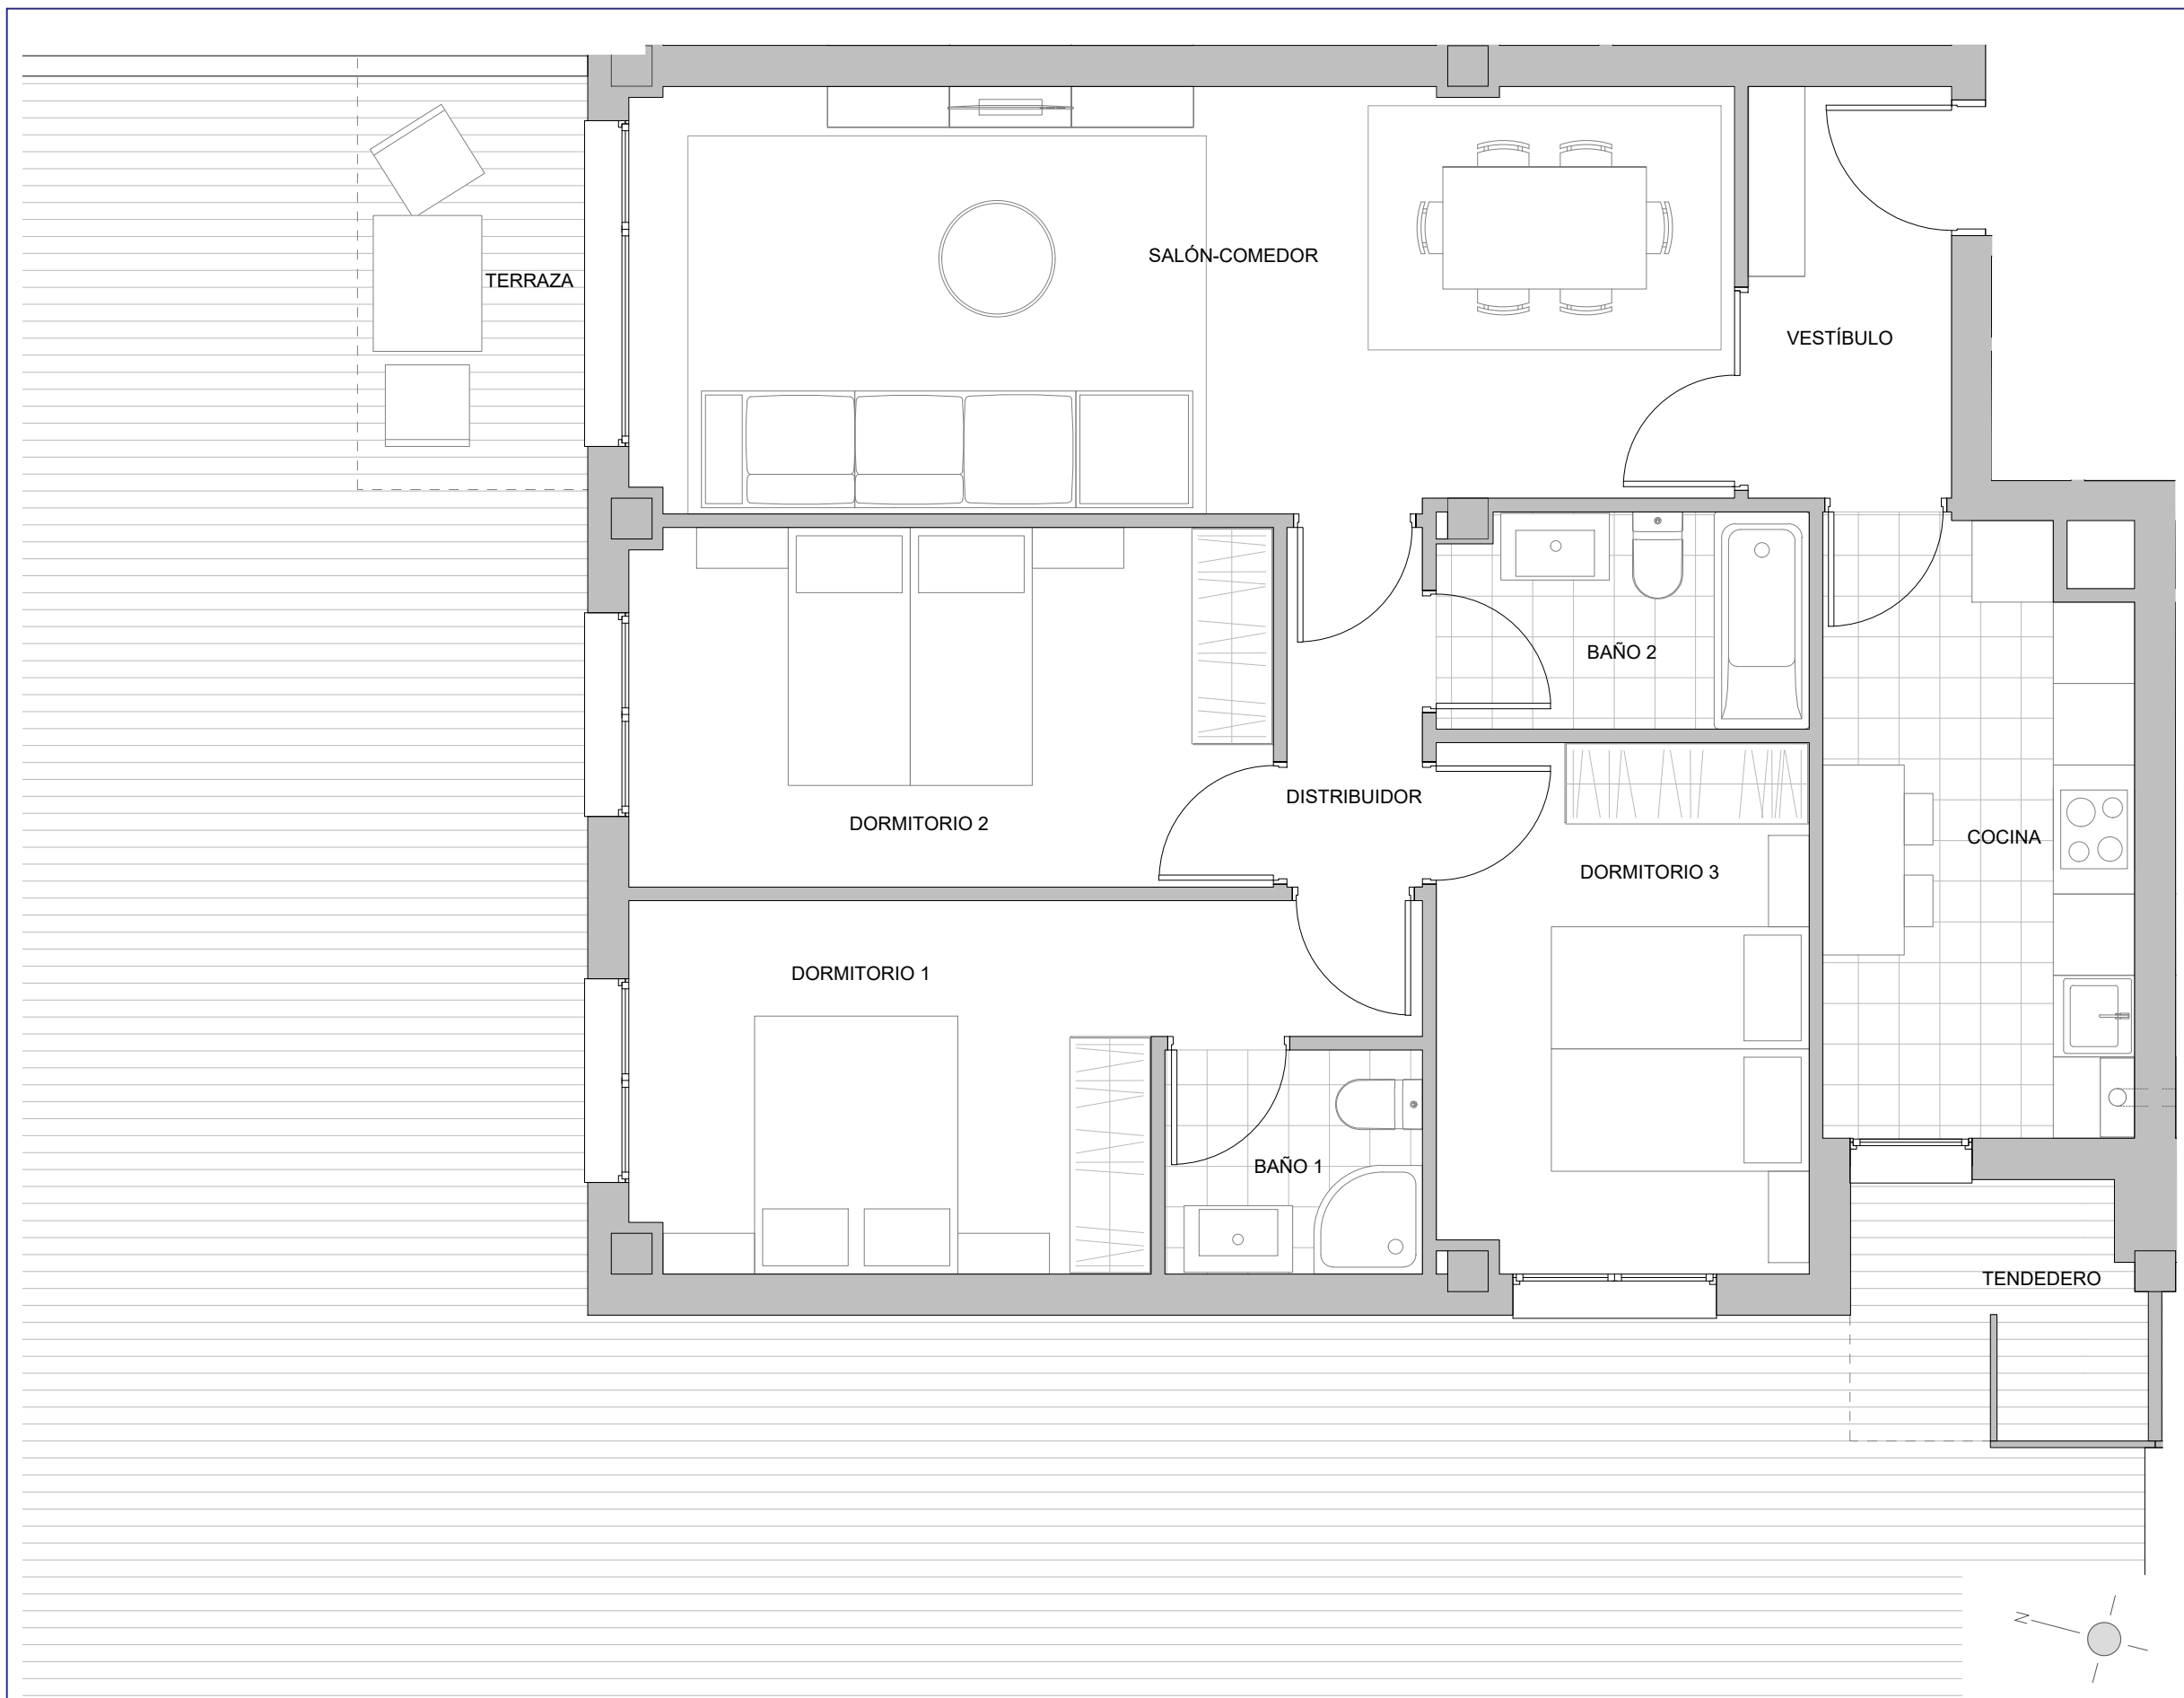 SALÓN-COMEDOR
TERRAZA
VESTÍBULO
BAÑO 2
DISTRIBUIDOR
DORMITORIO 2
COCINA
DORMITORIO 3
DORMITORIO 1
BAÑO 1
TENDEDERO
N